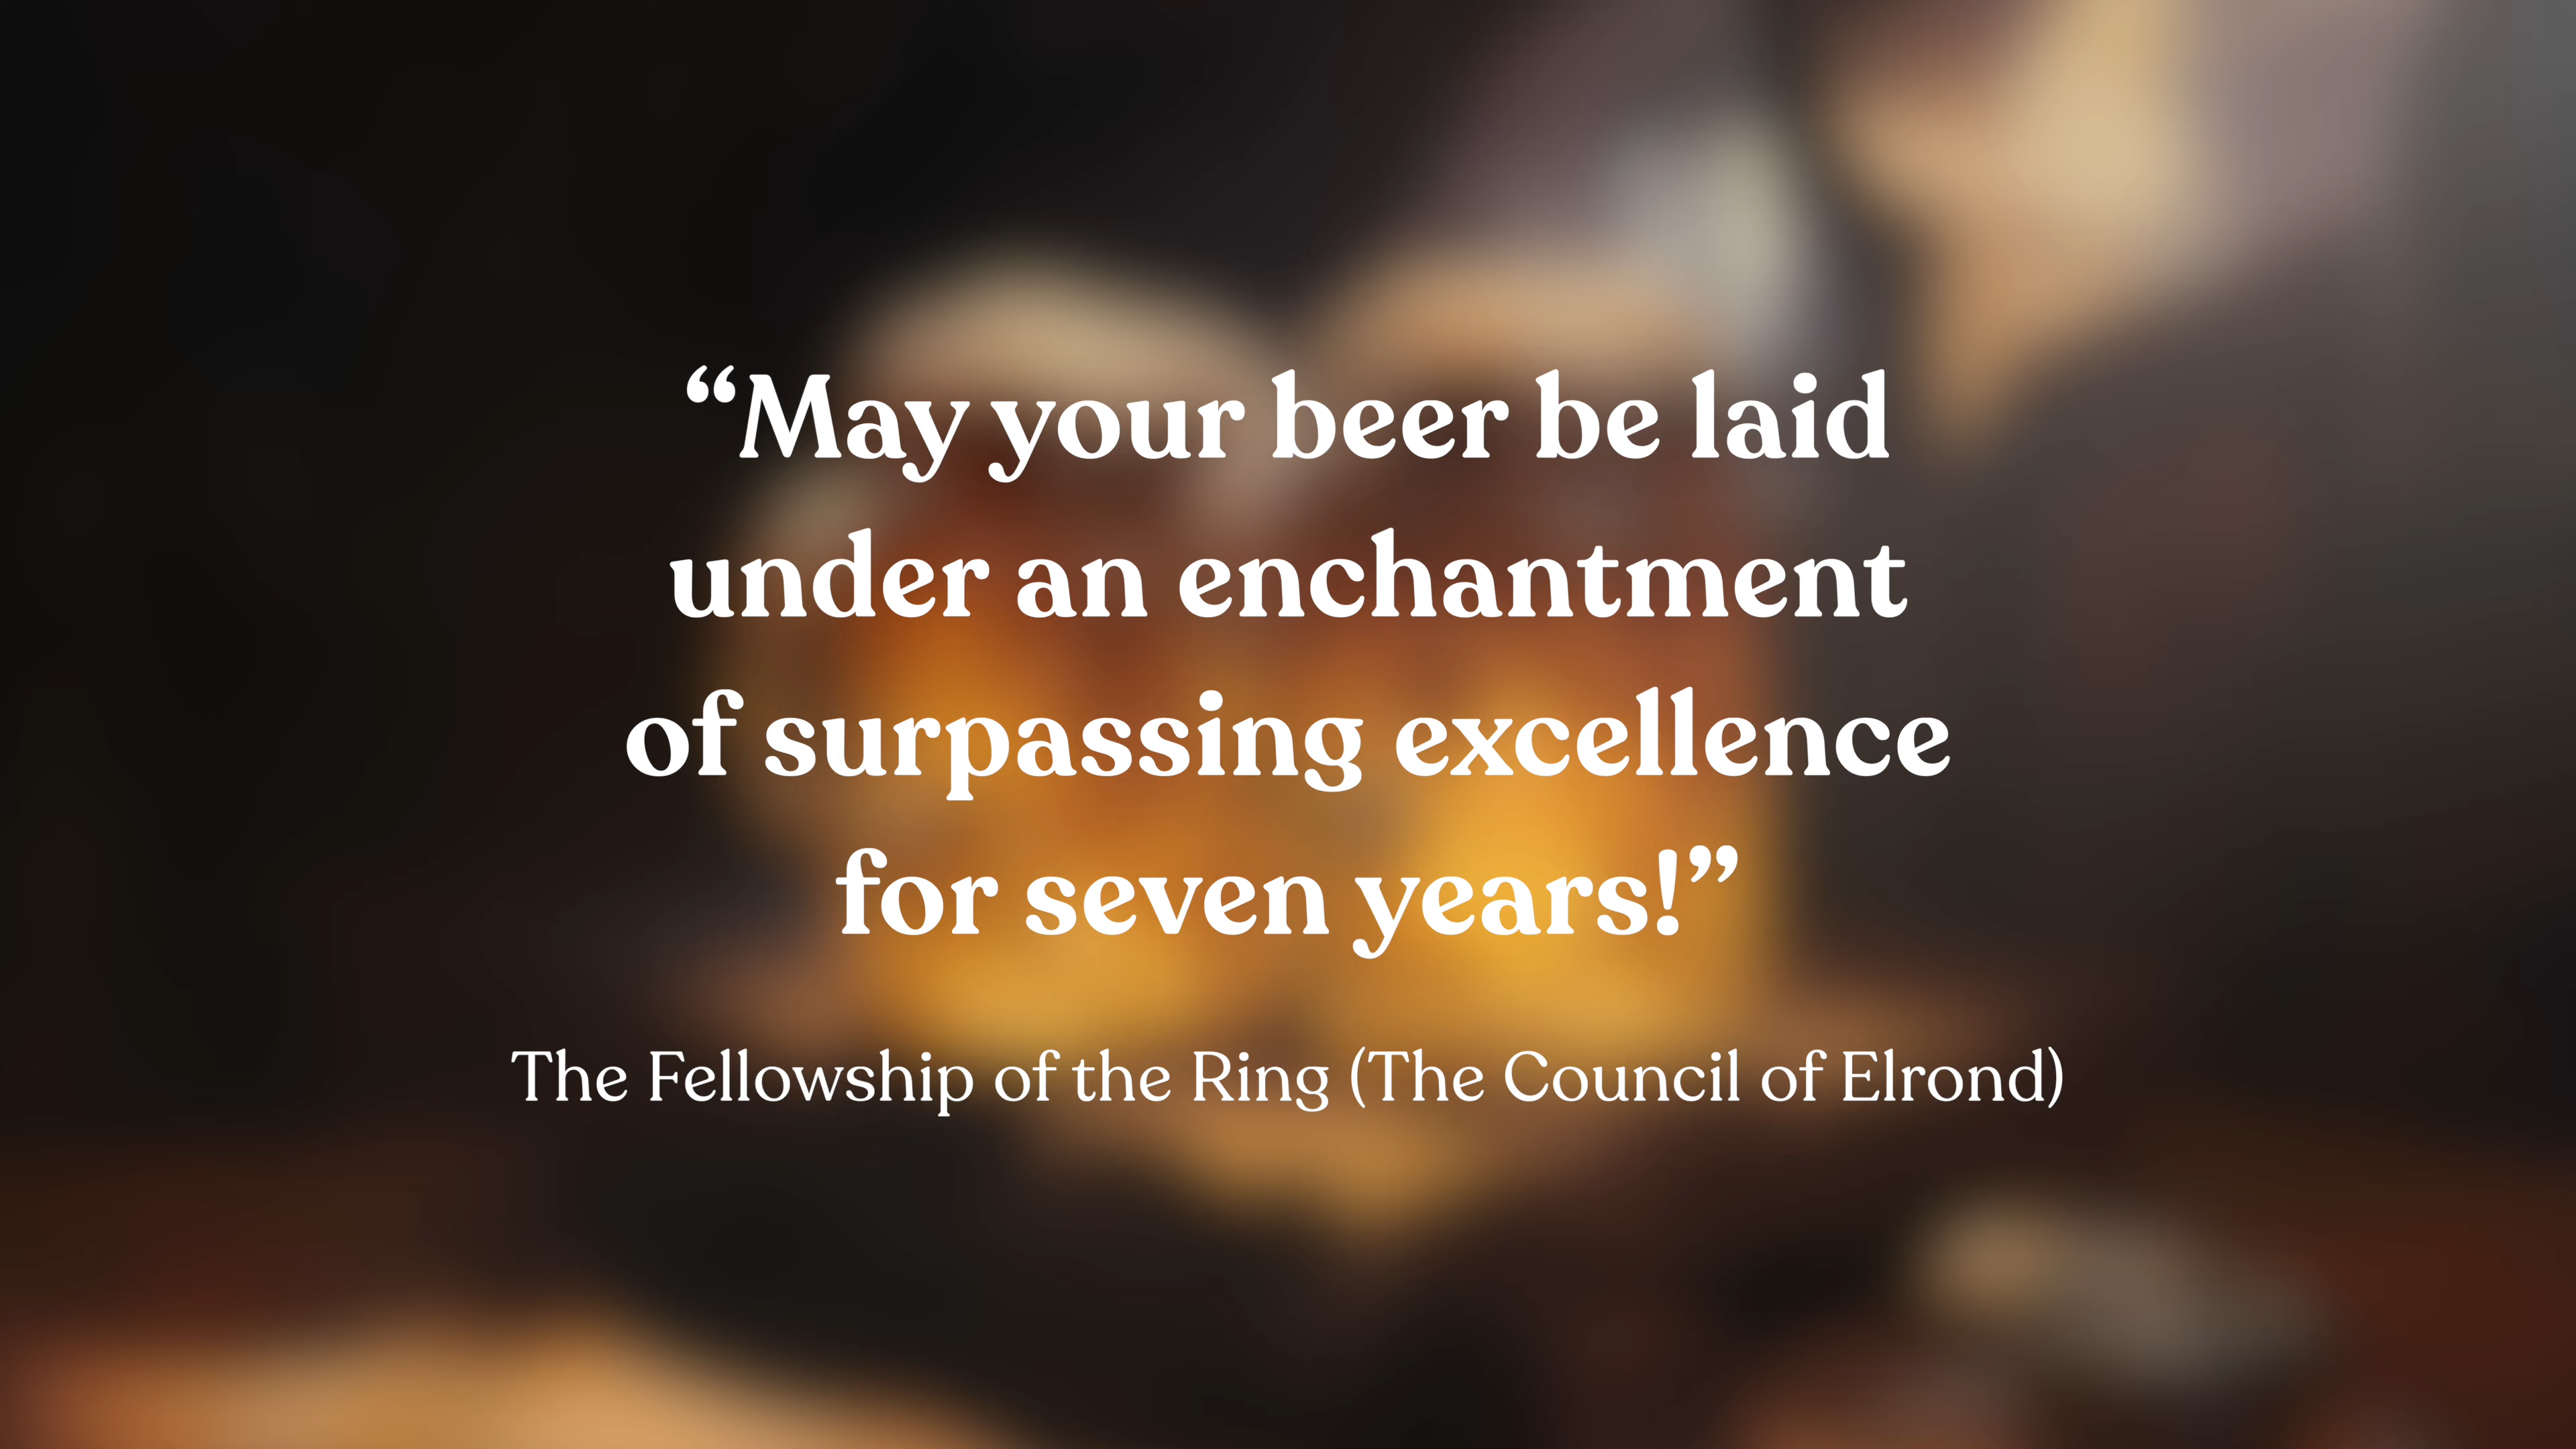 “May your beer be laid
under an enchantment
of surpassing excellence
for seven years!”
The Fellowship of the Ring (The Council of Elrond)